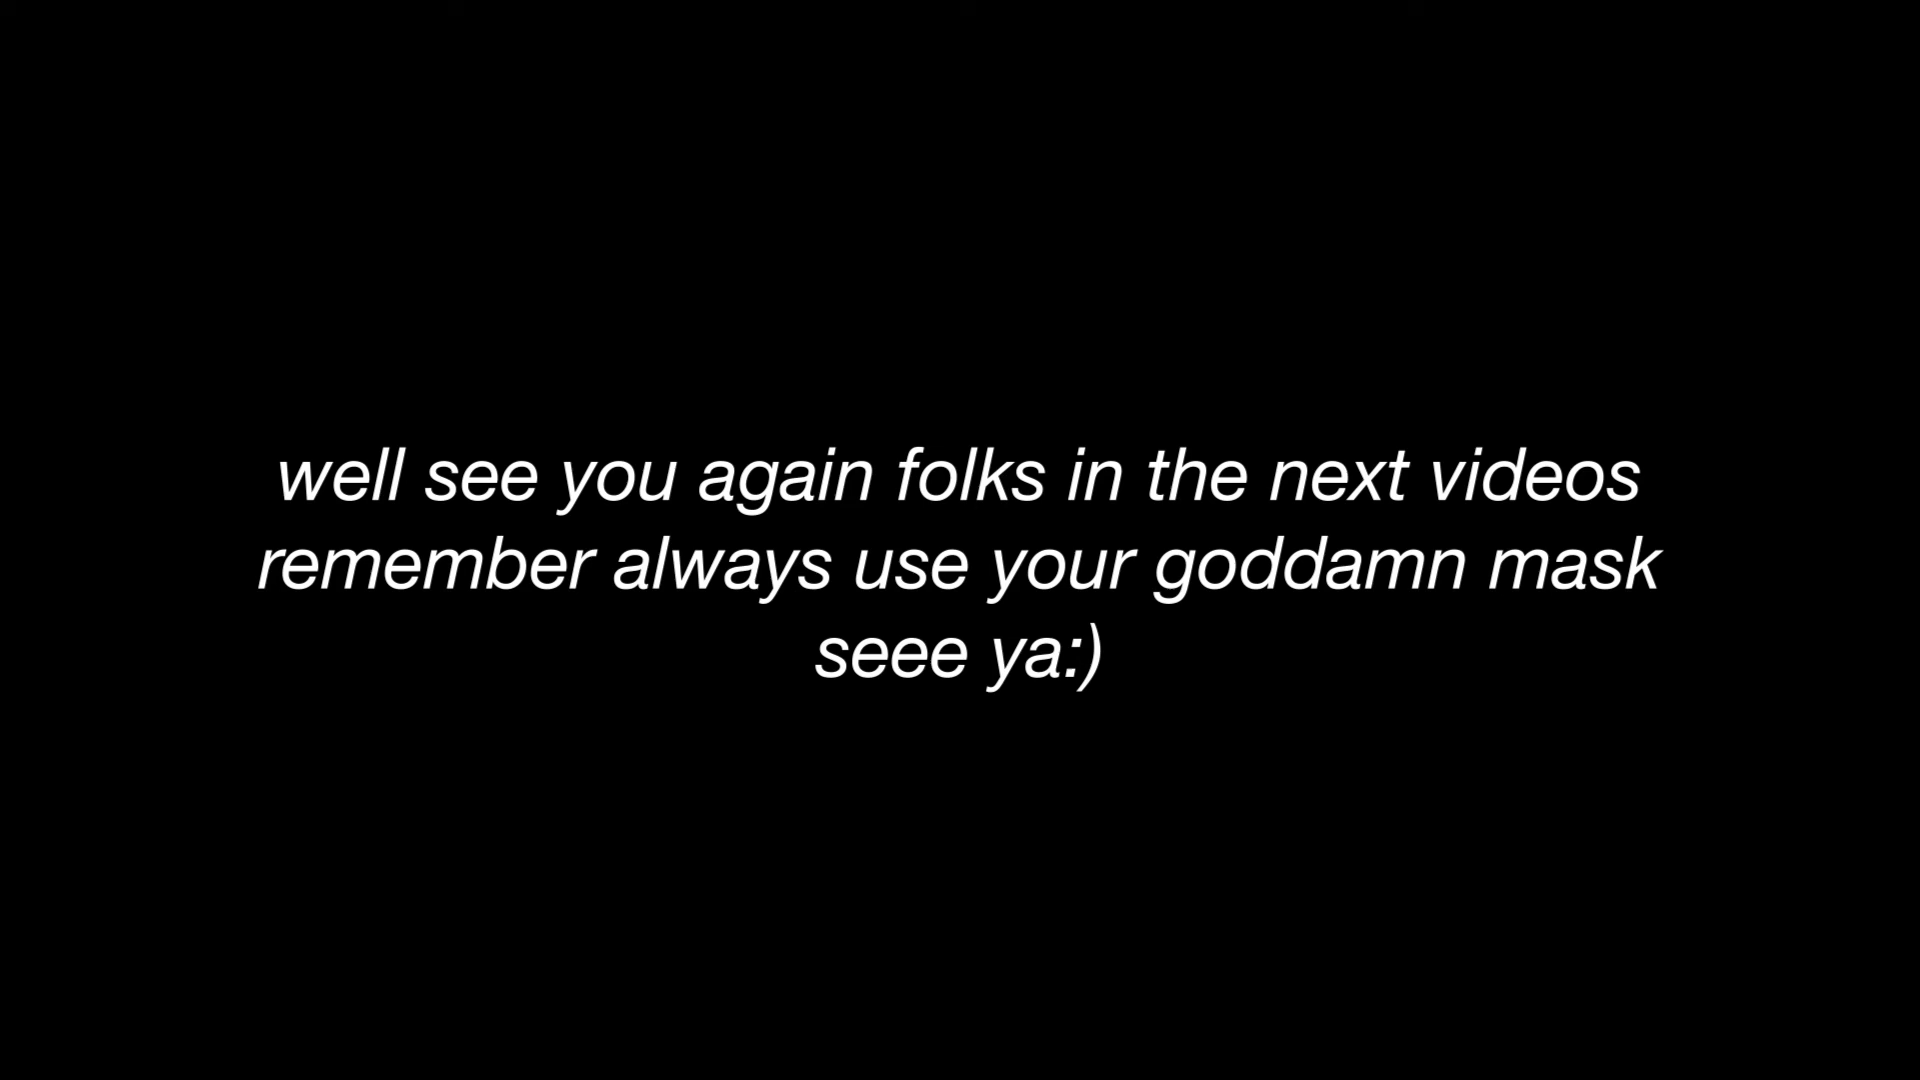 well see you again folks in the next videos
remember always use your goddamn mask
seee ya:)